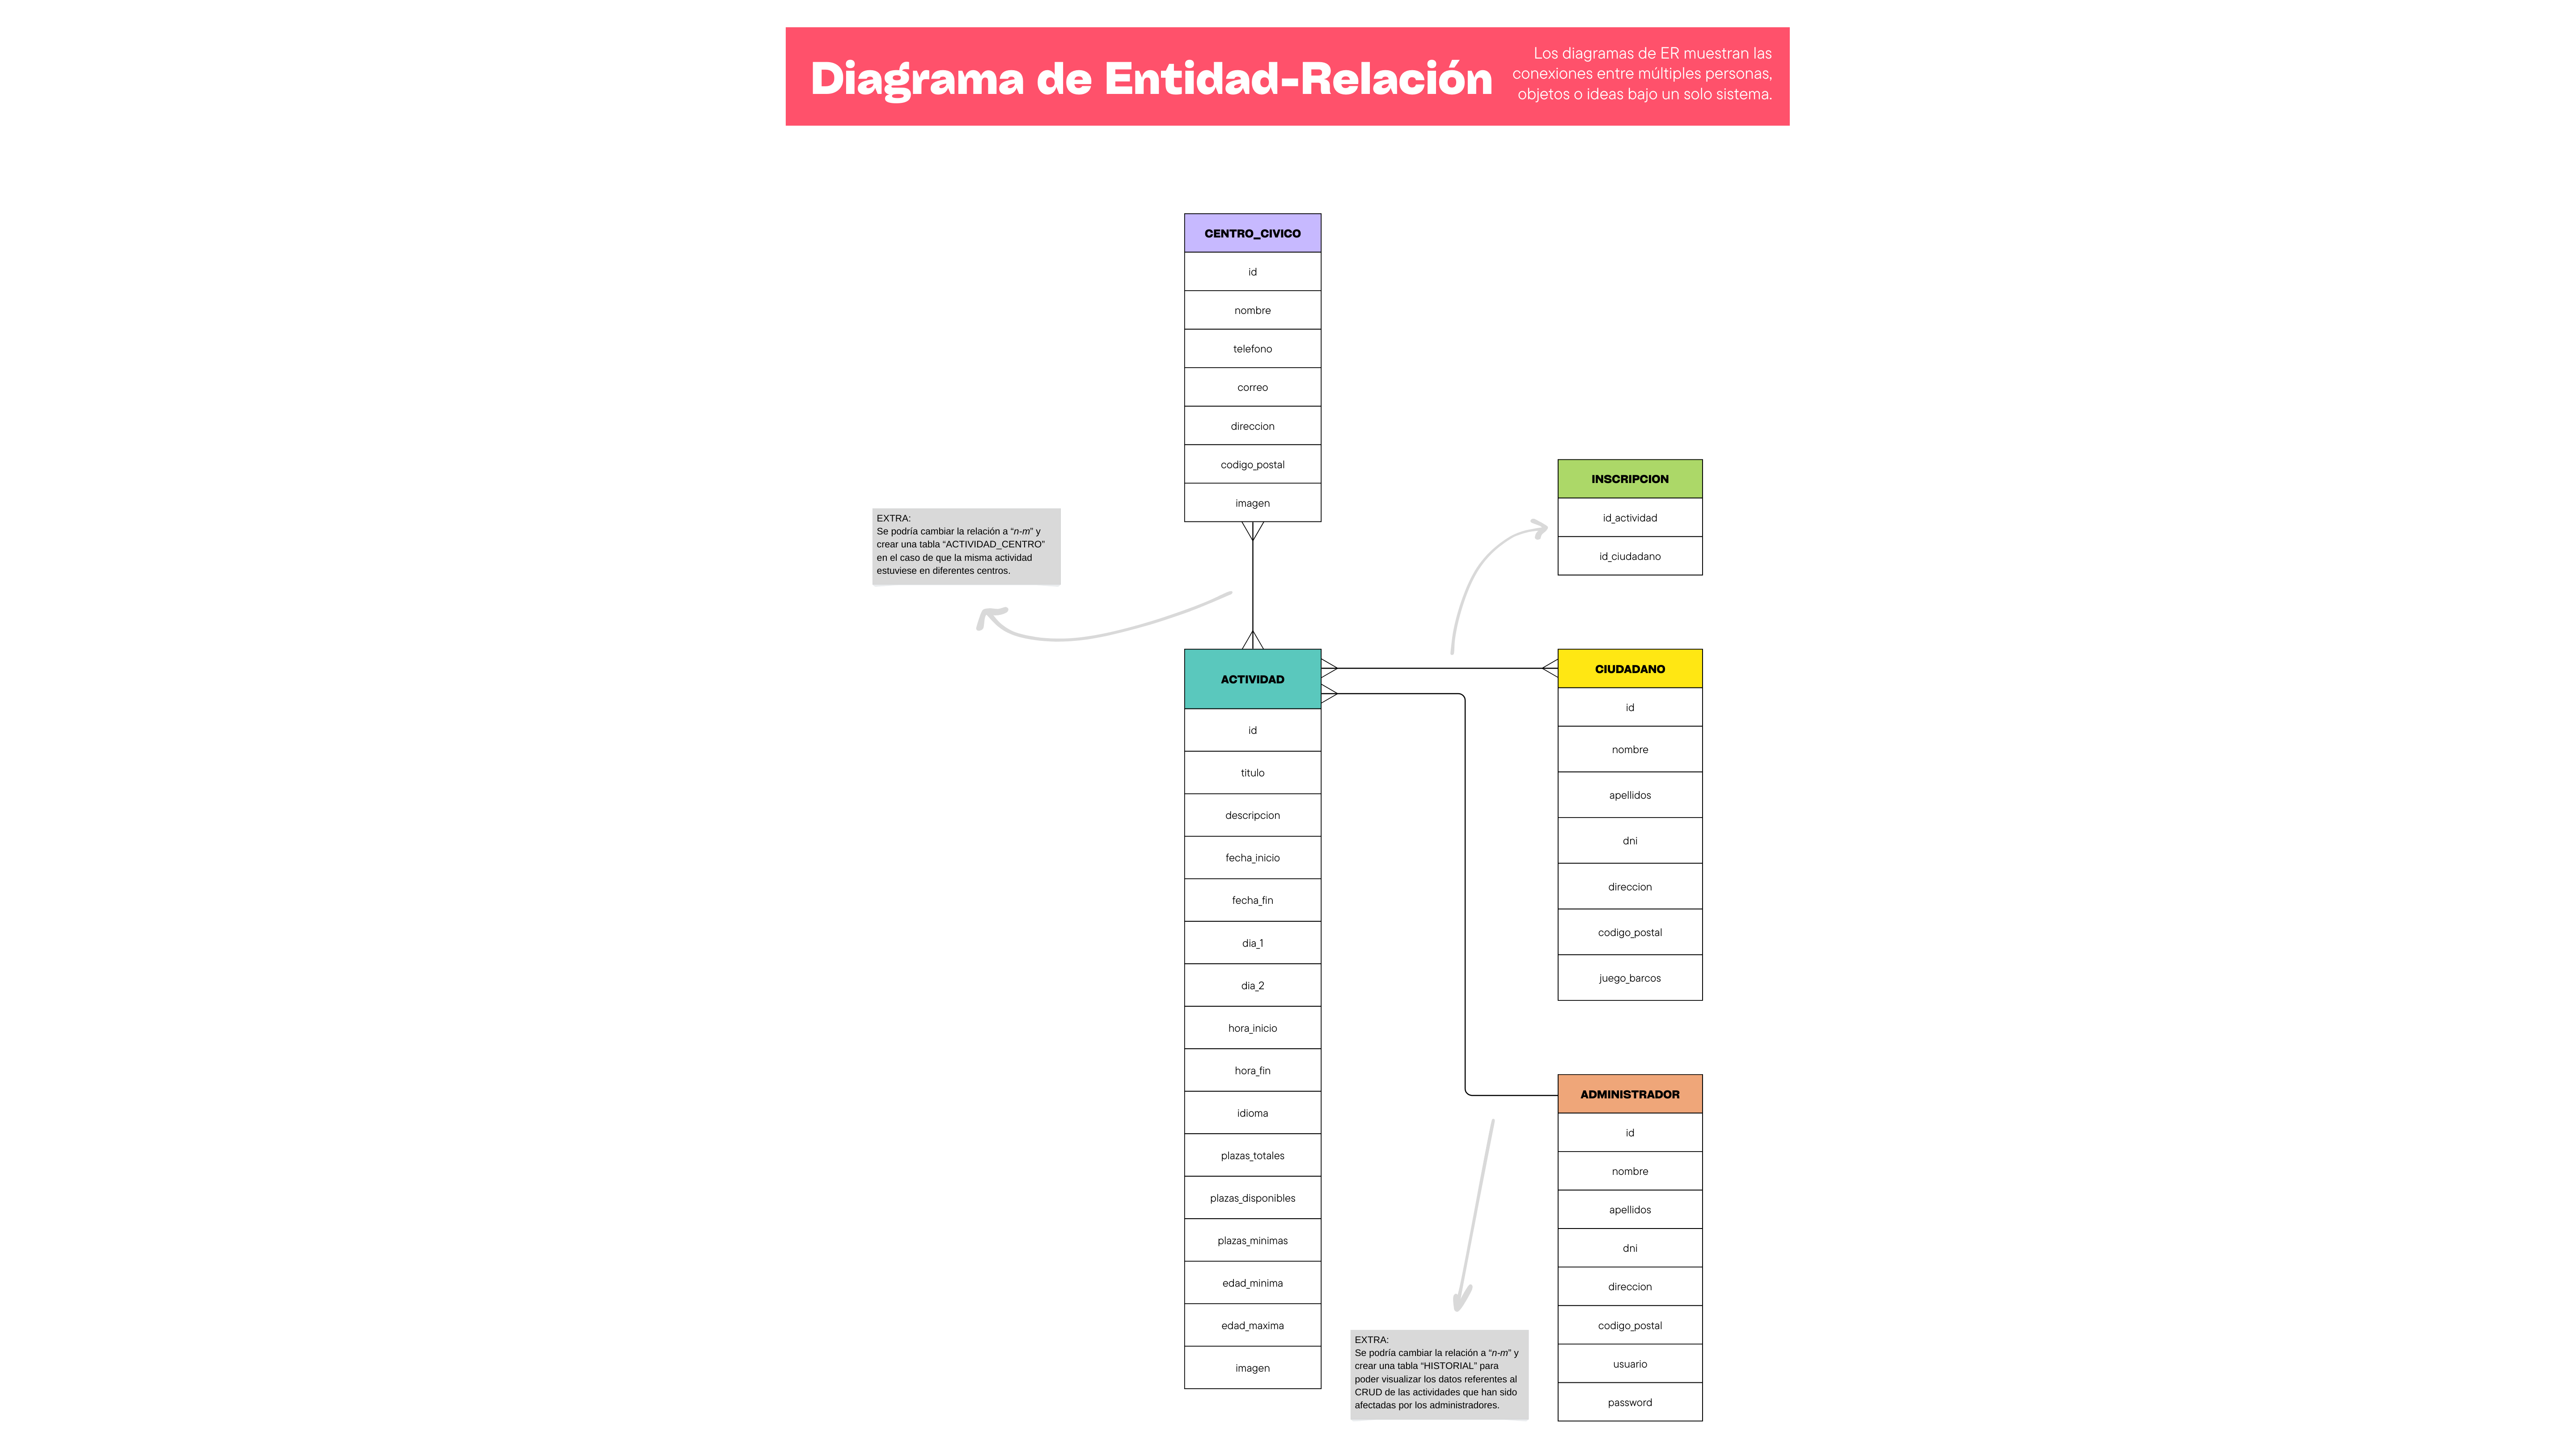 Diagrama de Entidad-Relación
Los diagramas de ER muestran las
conexiones entre múltiples personas,
objetos o ideas bajo un solo sistema.
CENTRO_CIVICO
id
nombre
telefono
correo
direccion
codigo_postal
imagen
EXTRA:
Se podría cambiar la relación a “n-m” y
crear una tabla “ACTIVIDAD_CENTRO”
en el caso de que la misma actividad
estuviese en diferentes centros.
INSCRIPCION
id_actividad
id_ciudadano
ACTIVIDAD
id
titulo
descripcion
fecha_inicio
fecha_fin
dia_1
dia_2
hora_inicio
hora_fin
idioma
plazas_totales
plazas_disponibles
plazas_minimas
edad_minima
edad_maxima
imagen
CIUDADANO
id
nombre
apellidos
dni
direccion
codigo_postal
juego_barcos
ADMINISTRADOR
id
nombre
apellidos
dni
direccion
codigo_postal
usuario
password
EXTRA:
Se podría cambiar la relación a “n-m” y
crear una tabla “HISTORIAL” para
poder visualizar los datos referentes al
CRUD de las actividades que han sido
afectadas por los administradores.